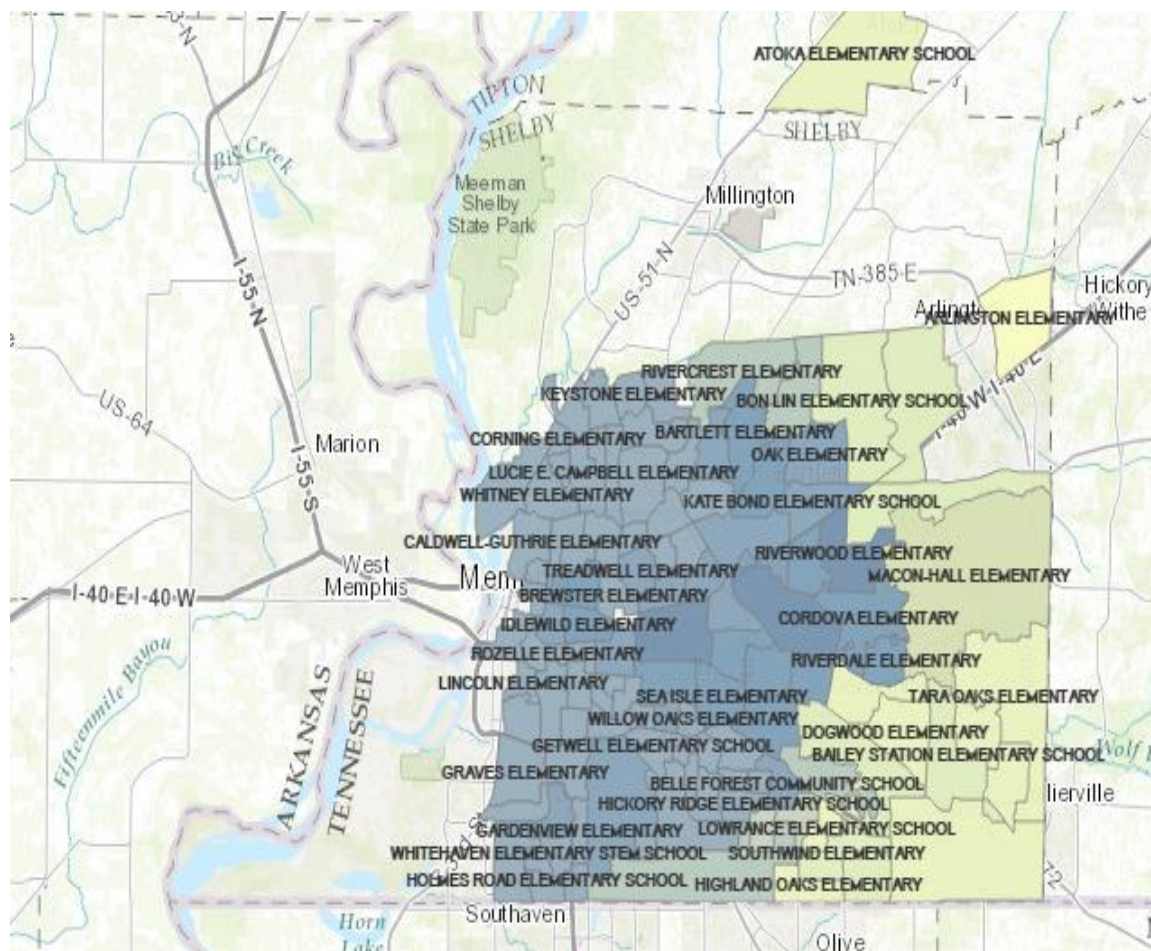 ATOKA ELEMENTARY SCHOOL
TIPTON
SHELBY
SHELBY
Big Creek
Meeman
Shelby
State Park
Millington
US-51-N
TN-385-E
I-55-N
Hickory
Withe
Arlingt
ARLINGTON ELEMENTARY
I-40-W-I-40-E
RIVERCREST ELEMENTARY
KEYSTONE ELEMENTARY
BON LIN ELEMENTARY SCHOOL
US-64
Marion
I-55-S
CORNING ELEMENTARY
BARTLETT ELEMENTARY
OAK ELEMENTARY
LUCIE E. CAMPBELL ELEMENTARY
WHITNEY ELEMENTARY
KATE BOND ELEMENTARY SCHOOL
CALDWELL-GUTHRIE ELEMENTARY
RIVERWOOD ELEMENTARY
West
Memphis
Mem
TREADWELL ELEMENTARY
MACON-HALL ELEMENTARY
I-40-E-I-40-W
BREWSTER ELEMENTARY
CORDOVA ELEMENTARY
IDLEWILD ELEMENTARY
ROZELLE ELEMENTARY
RIVERDALE ELEMENTARY
LINCOLN ELEMENTARY
SEA ISLE ELEMENTARY
TARA OAKS ELEMENTARY
Fifteenmile Bayou
ARKANSAS
TENNESSEE
WILLOW OAKS ELEMENTARY
DOGWOOD ELEMENTARY
GETWELL ELEMENTARY SCHOOL
BAILEY STATION ELEMENTARY SCHOOL
Wolf
GRAVES ELEMENTARY
BELLE FOREST COMMUNITY SCHOOL
lierville
HICKORY RIDGE ELEMENTARY SCHOOL
GARDENVIEW ELEMENTARY
LOWRANCE ELEMENTARY SCHOOL
WHITEHAVEN ELEMENTARY STEM SCHOOL
SOUTHWIND ELEMENTARY
HOLMES ROAD ELEMENTARY SCHOOL
HIGHLAND OAKS ELEMENTARY
Horn
Lake
Southaven
Olive